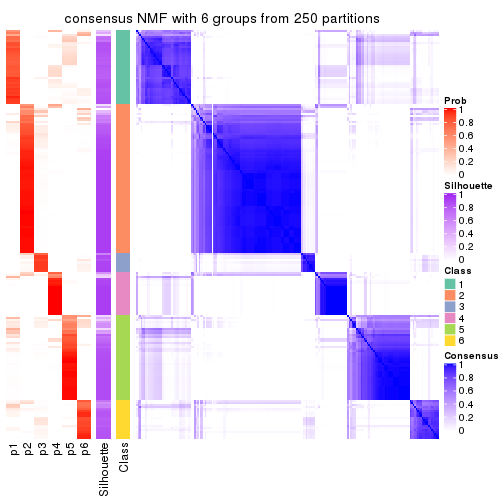 consensus NMF with 6 groups from 250 partitions
Prob
1
0.8
0.6
0.4
0.2
0
Silhouette
1
0.8
0.6
0.4
0.2
0
Class
1
2
3
4
5
6
Consensus
1
0.8
0.6
0.4
0.2
0
p1
p2
p3
p4
p5
p6
Silhouette
Class